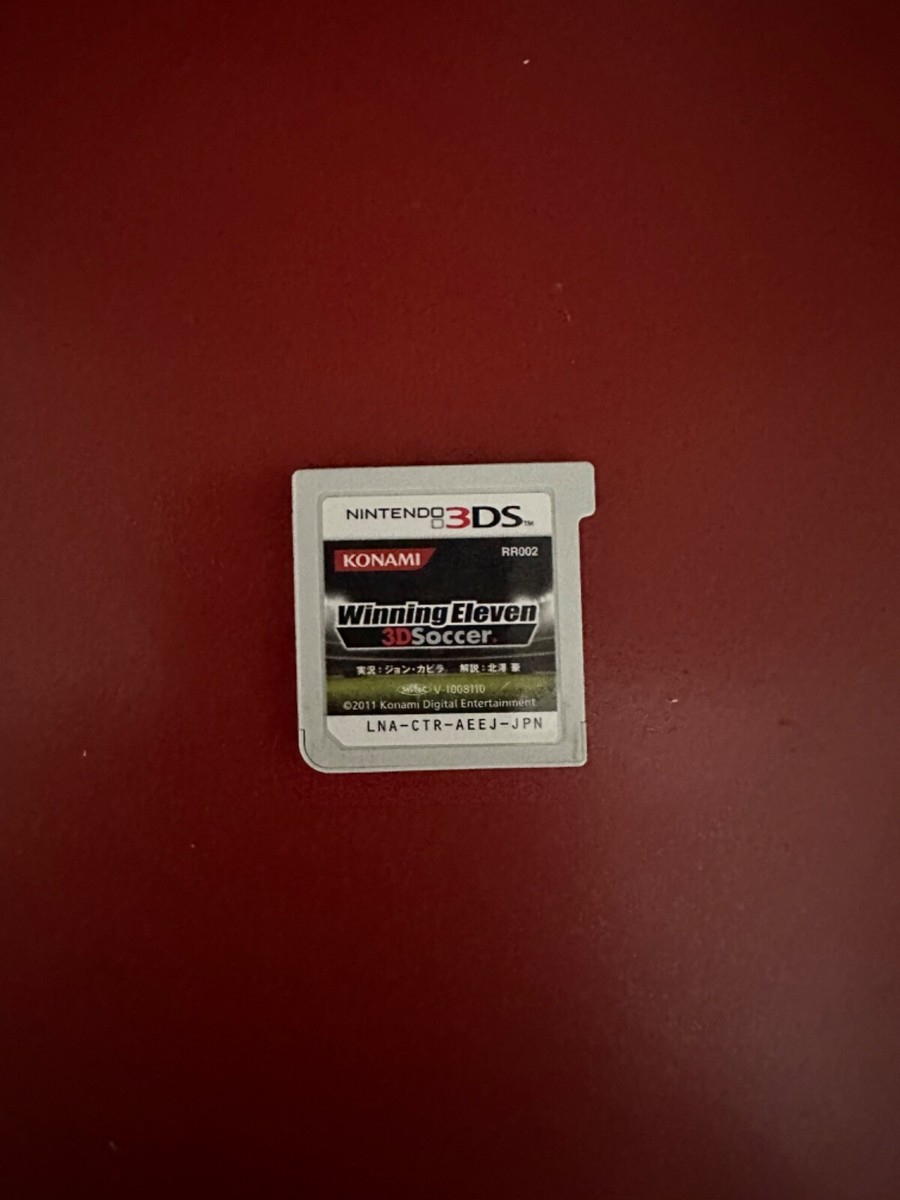 NINTENDO 3DS™
KONAMI
RR002
Winning Eleven
3DSoccer
実況:ジョン・カビラ 解説:北澤 豪
V-1008110
©2011 Konami Digital Entertainment
LNA-CTR-AEEJ-JPN